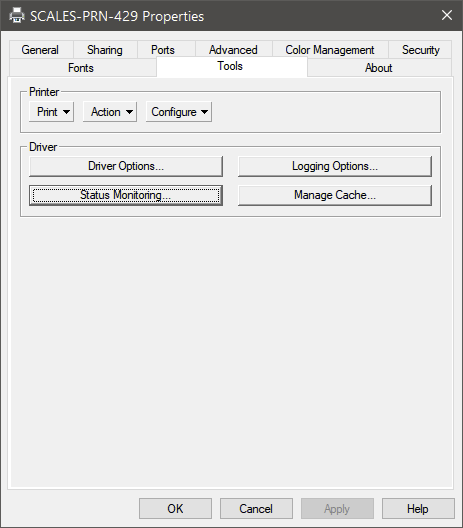 SCALES-PRN-429 Properties
General Sharing Ports Advanced Color Management Security
Fonts Tools About
Printer
Print Action Configure
Driver
Driver Options... Logging Options...
Status Monitoring... Manage Cache...
OK Cancel Apply Help